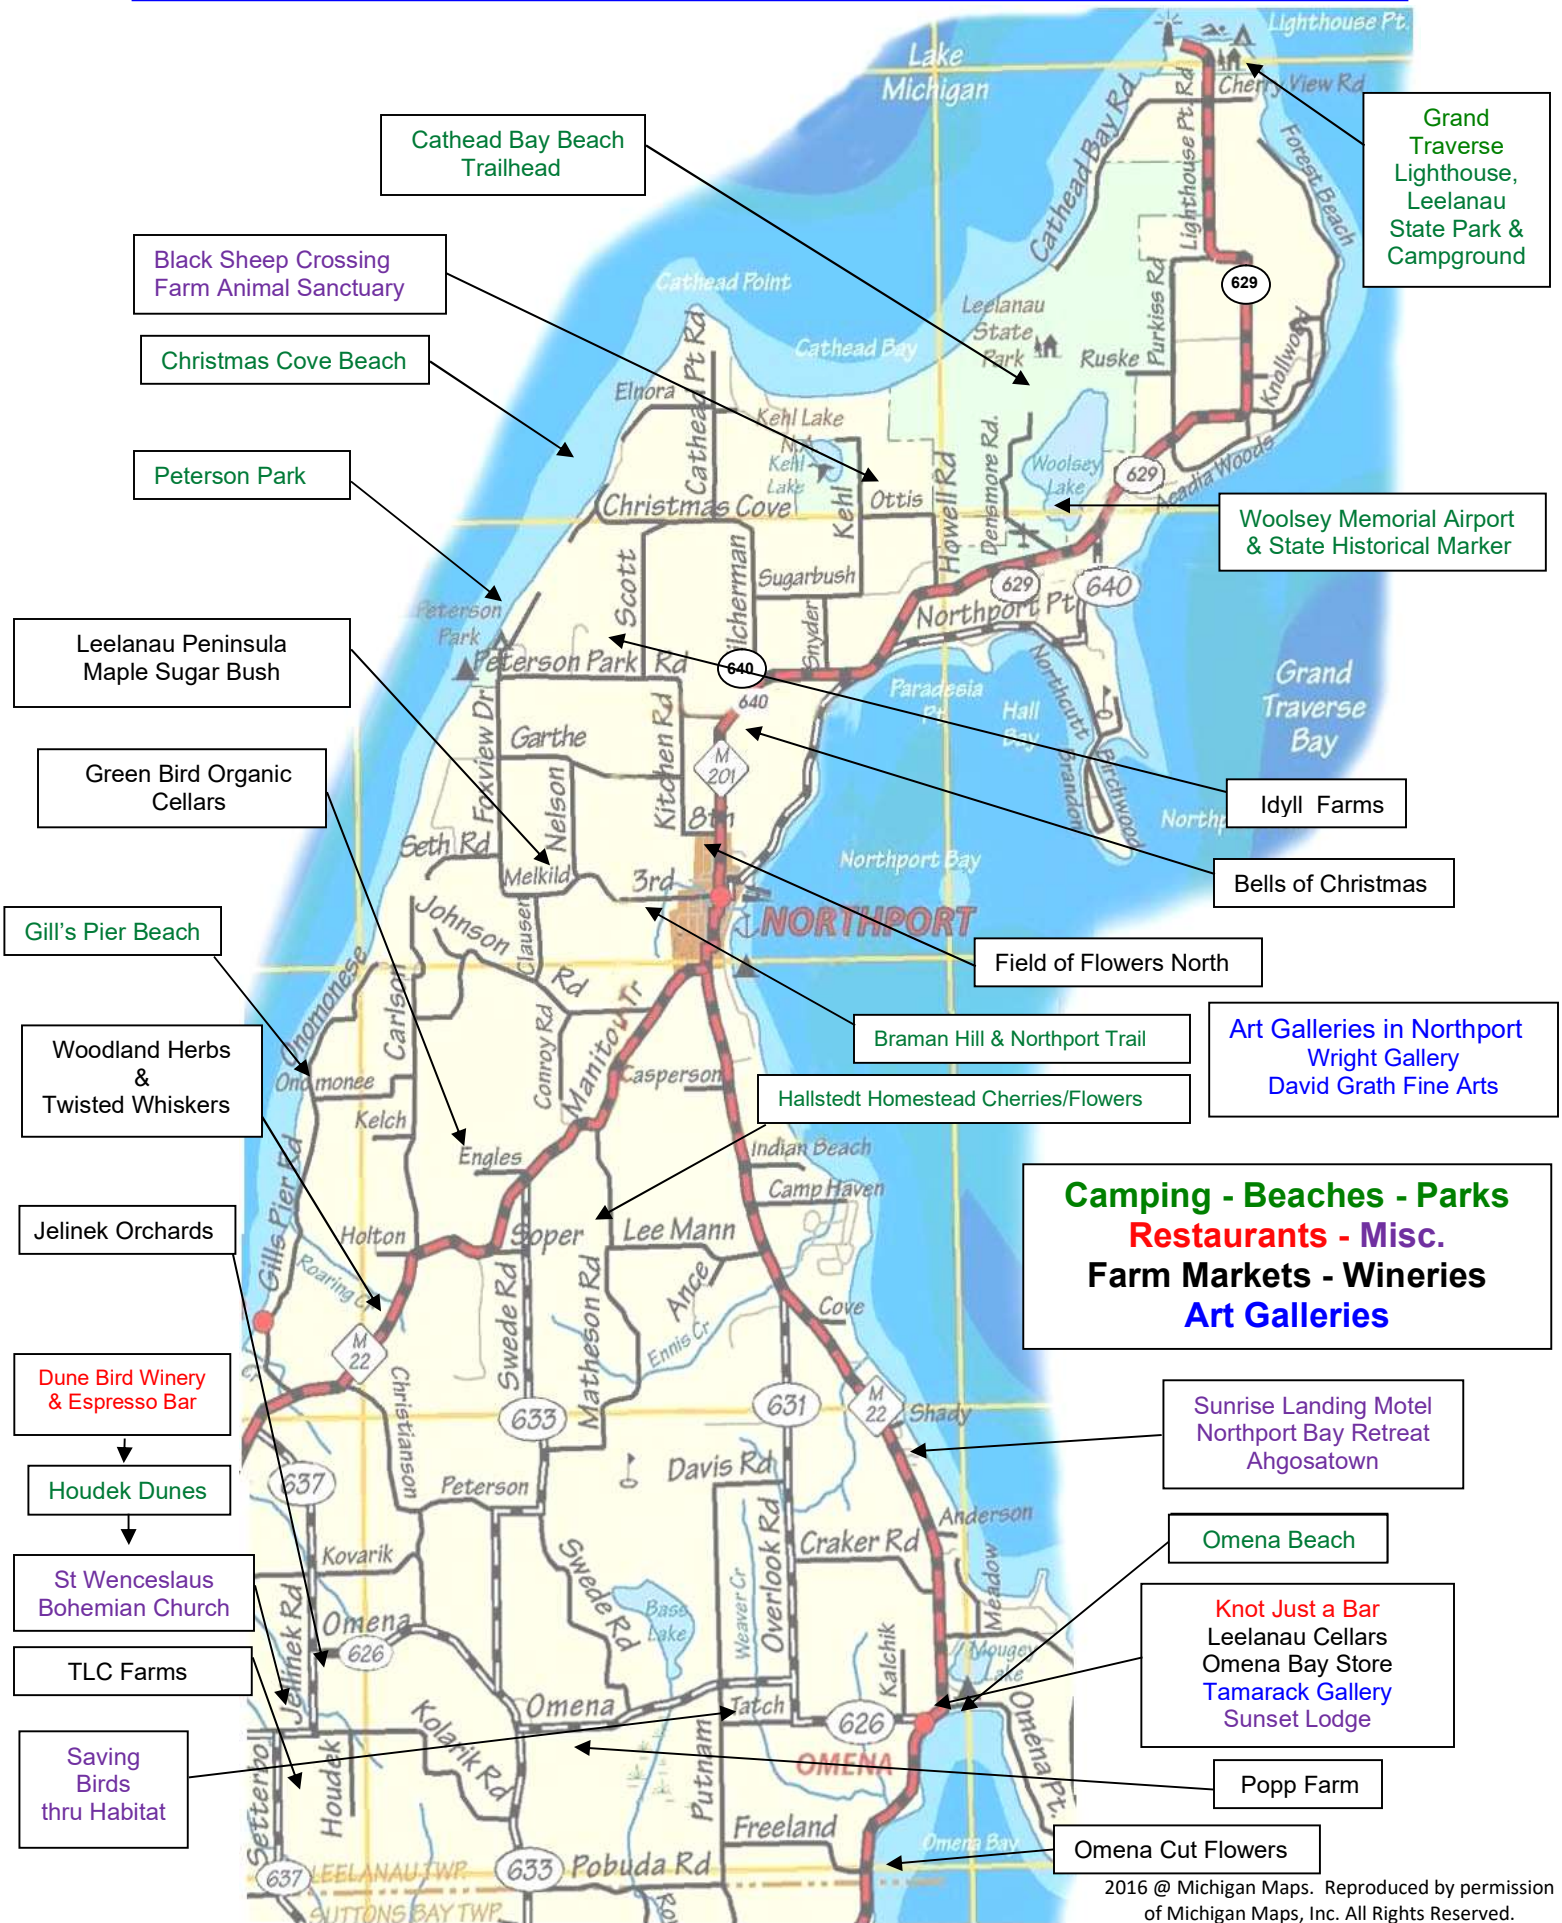 Lighthouse Pt.
Lake
Michigan
Cherry View Rd
Cathead Bay Rd
Lighthouse Pt. Rd
Forest Beach
Grand
Traverse
Lighthouse,
Leelanau
State Park &
Campground
Cathead Bay Beach
Trailhead
Black Sheep Crossing
Farm Animal Sanctuary
Cathead Point
629
Leelanau
State
Park
Purkiss Rd
Christmas Cove Beach
Cathead Bay
Ruske
Knollwood
Elnora
Cathead Pt Rd
Kehl Lake
N.A.
Kehl
Lake
Peterson Park
Howell Rd
Densmore Rd.
Woolsey
Lake
629
Acadia Woods
Christmas Cove
Kehl
Ottis
Woolsey Memorial Airport
& State Historical Marker
Scott
Kilcherman
Sugarbush
629
640
Peterson
Park
Northport Pt
Snyder
Leelanau Peninsula
Maple Sugar Bush
Peterson Park Rd
640
640
Paradesia
Pt.
Hall
Bay
Northcutt
Grand
Traverse
Bay
Foxview Dr
Garthe
Kitchen Rd
M
201
Brandon
Birchwood
Green Bird Organic
Cellars
Nelson
Idyll Farms
8th
Northp
Seth Rd
Melkild
3rd
Northport Bay
Bells of Christmas
Johnson
Rd
Clausen
NORTHPORT
Gill's Pier Beach
Field of Flowers North
Onomonese
Carlson
Conroy Rd
Manitou Tr
Braman Hill & Northport Trail
Art Galleries in Northport
Wright Gallery
David Grath Fine Arts
Woodland Herbs
&
Twisted Whiskers
Onomonee
Casperson
Kelch
Hallstedt Homestead Cherries/Flowers
Engles
Indian Beach
Camp Haven
Gills Pier Rd
Camping - Beaches - Parks
Restaurants - Misc.
Farm Markets - Wineries
Art Galleries
Jelinek Orchards
Holton
Soper
Lee Mann
Roaring Cr
Swede Rd
Matheson Rd
Ance
Ennis Cr
Cove
M
22
Dune Bird Winery
& Espresso Bar
Christianson
633
631
M
22
Shady
Sunrise Landing Motel
Northport Bay Retreat
Ahgosatown
Houdek Dunes
637
Peterson
Davis Rd
Anderson
Craker Rd
Omena Beach
Kovarik
St Wenceslaus
Bohemian Church
Swede Rd
Overlook Rd
Weaver Cr
Meadow
Jelinek Rd
Omena
626
Bass
Lake
Kalchik
Mougey
Lake
Knot Just a Bar
Leelanau Cellars
Omena Bay Store
Tamarack Gallery
Sunset Lodge
TLC Farms
Kolarik Rd
Omena
Tatch
626
Omena Pt.
OMENA
Saving
Birds
thru Habitat
Setterbo
Houdek
Putnam
Popp Farm
Freeland
Omena Bay
Omena Cut Flowers
637
LEELANAU TWP.
633
Pobuda Rd
SUTTONS BAY TWP.
2016 @ Michigan Maps. Reproduced by permission
of Michigan Maps, Inc. All Rights Reserved.